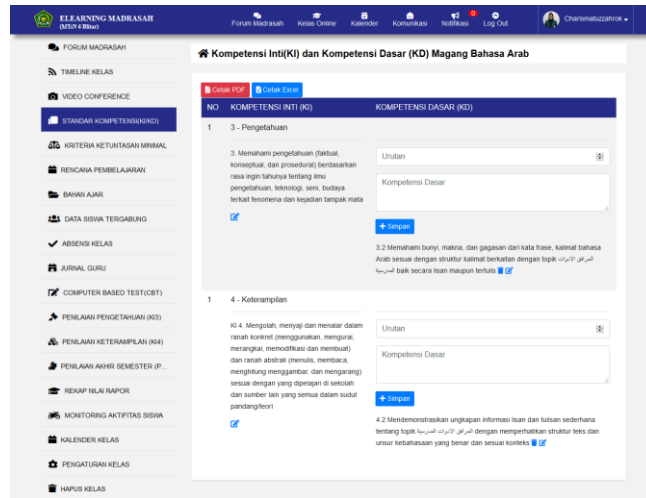 ELEARNING MADRASAH
(MTsN 6 Blitar)
Forum Madrasah
Kelas Online
Kalender
Komunikasi
Notifikasi
0
Log Out
Charismatuzzahrok
FORUM MADRASAH
TIMELINE KELAS
VIDEO CONFERENCE
STANDAR KOMPETENSI(KI/KD)
KRITERIA KETUNTASAN MINIMAL
RENCANA PEMBELAJARAN
BAHAN AJAR
DATA SISWA TERGABUNG
ABSENSI KELAS
JURNAL GURU
COMPUTER BASED TEST(CBT)
PENILAIAN PENGETAHUAN (KI3)
PENILAIAN KETERAMPILAN (KI4)
PENILAIAN AKHIR SEMESTER (P...
REKAP NILAI RAPOR
MONITORING AKTIFITAS SISWA
KALENDER KELAS
PENGATURAN KELAS
HAPUS KELAS
Kompetensi Inti(KI) dan Kompetensi Dasar (KD) Magang Bahasa Arab
Cetak PDF
Cetak Excel
NO KOMPETENSI INTI (KI) KOMPETENSI DASAR (KD)
1 3 - Pengetahuan
3. Memahami pengetahuan (faktual,
konseptual, dan prosedural) berdasarkan
rasa ingin tahunya tentang ilmu
pengetahuan, teknologi, seni, budaya
terkait fenomena dan kejadian tampak mata
Urutan
Kompetensi Dasar
Simpan
3.2 Memahami bunyi, makna, dan gagasan dari kata frase, kalimat bahasa
Arab sesuai dengan struktur kalimat berkaitan dengan topik المرافق الادوات
المدرسية baik secara lisan maupun tertulis
1 4 - Keterampilan
KI 4. Mengolah, menyaji dan menalar dalam
ranah konkret (menggunakan, mengurai,
merangkai, memodifikasi dan membuat)
dan ranah abstrak (menulis, membaca,
menghitung menggambar, dan mengarang)
sesuai dengan yang dipelajari di sekolah
dan sumber lain yang semua dalam sudut
pandang/teori
Urutan
Kompetensi Dasar
Simpan
4.2 Mendemonstrasikan ungkapan informasi lisan dan tulisan sederhana
tentang topik المرافق الادوات المدرسية dengan memperhatikan struktur teks dan
unsur kebahasaan yang benar dan sesuai konteks